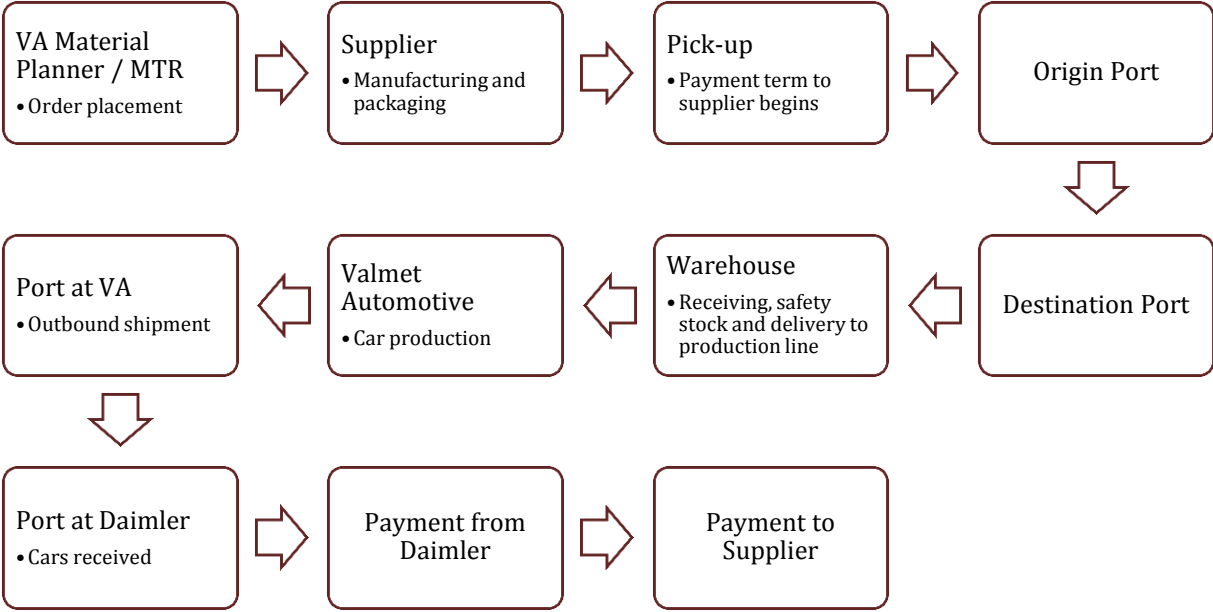 VA Material
Planner / MTR
• Order placement
Supplier
• Manufacturing and
packaging
Pick-up
• Payment term to
supplier begins
Origin Port
Destination Port
Warehouse
• Receiving, safety
stock and delivery to
production line
Valmet
Automotive
• Car production
Port at VA
• Outbound shipment
Port at Daimler
• Cars received
Payment from
Daimler
Payment to
Supplier